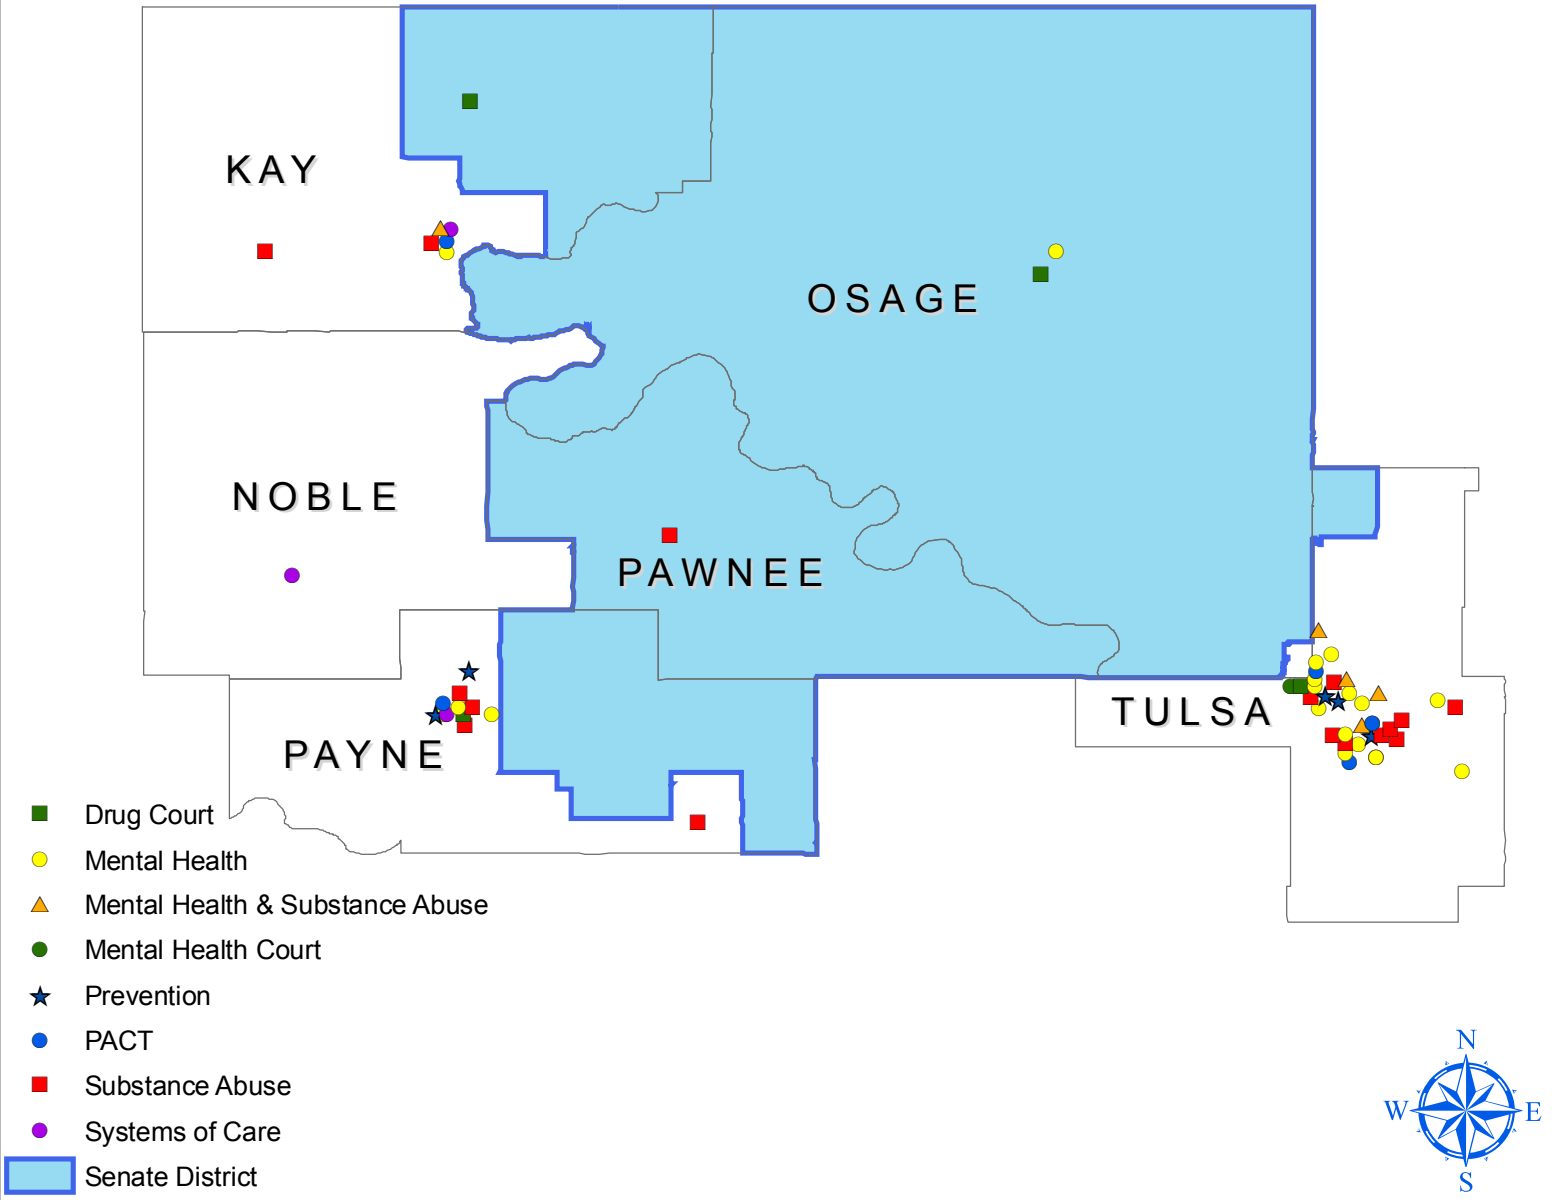 KAY
OSAGE
NOBLE
PAWNEE
TULSA
PAYNE
Drug Court
Mental Health
Mental Health & Substance Abuse
Mental Health Court
Prevention
PACT
Substance Abuse
Systems of Care
Senate District
N
W E
S